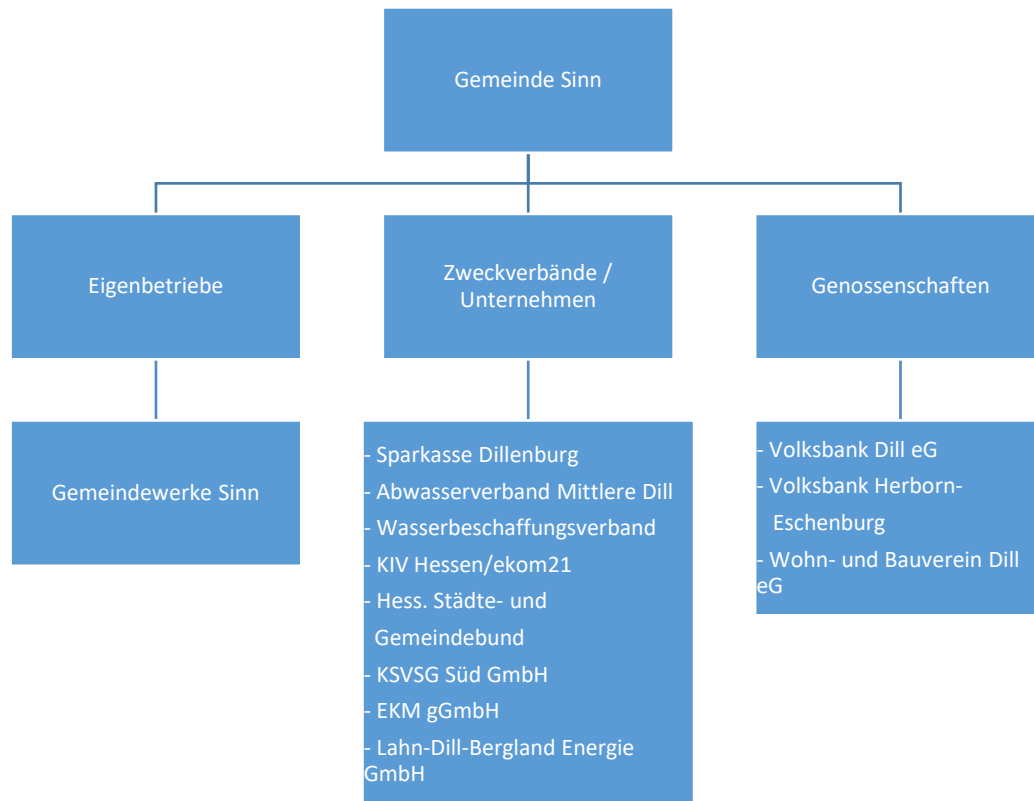 Gemeinde Sinn
Eigenbetriebe
Zweckverbände /
Unternehmen
Genossenschaften
Gemeindewerke Sinn
- Sparkasse Dillenburg
- Abwasserverband Mittlere Dill
- Wasserbeschaffungsverband
- KIV Hessen/ekom21
- Hess. Städte- und
Gemeindebund
- KSVSG Süd GmbH
- EKM gGmbH
- Lahn-Dill-Bergland Energie
GmbH
- Volksbank Dill eG
- Volksbank Herborn-
Eschenburg
- Wohn- und Bauverein Dill
eG